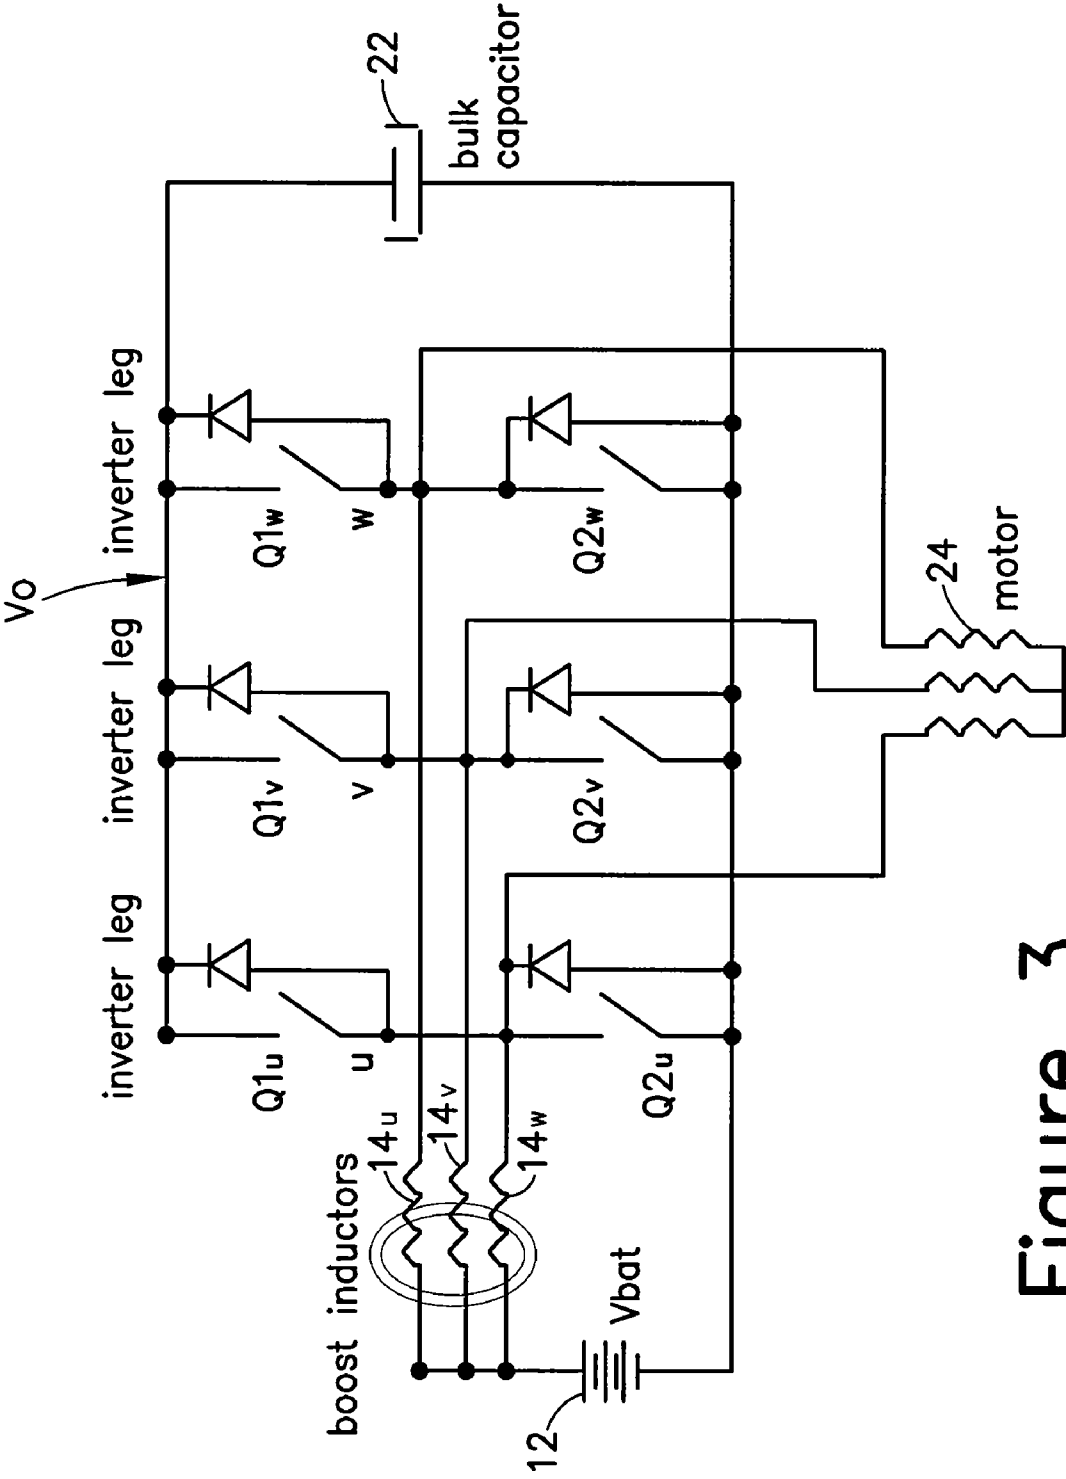 Vo
inverter leg
inverter leg
inverter leg
Q1u
Q1v
Q1w
u
v
w
22
bulk
capacitor
boost inductors
14u
14v
14w
Q2u
Q2v
Q2w
12
Vbat
24
motor
Figure 3